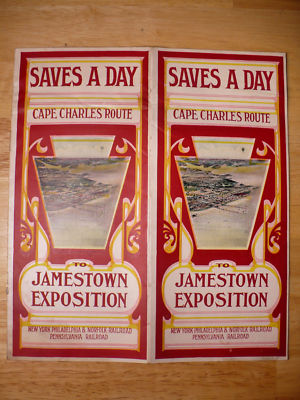 SAVES A DAY
CAPE CHARLES ROUTE
TO
JAMESTOWN
EXPOSITION
NEW YORK PHILADELPHIA & NORFOLK RAILROAD
PENNSYLVANIA RAILROAD
SAVES A DAY
CAPE CHARLES ROUTE
TO
JAMESTOWN
EXPOSITION
NEW YORK PHILADELPHIA & NORFOLK RAILROAD
PENNSYLVANIA RAILROAD